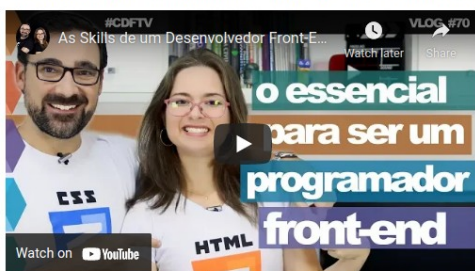 #CDFTV
VLOG #70
As Skills de um Desenvolvedor Front-E...
Watch later
Share
o essencial
para ser um
programador
front-end
CSS
HTML
Watch on YouTube